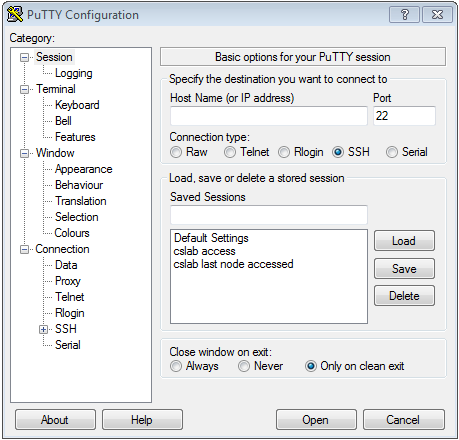 PuTTY Configuration
Category:
Session
Logging
Terminal
Keyboard
Bell
Features
Window
Appearance
Behaviour
Translation
Selection
Colours
Connection
Data
Proxy
Telnet
Rlogin
SSH
Serial
Basic options for your PuTTY session
Specify the destination you want to connect to
Host Name (or IP address) Port
22
Connection type:
Raw Telnet Rlogin SSH Serial
Load, save or delete a stored session
Saved Sessions
Default Settings
cslab access
cslab last node accessed
Load
Save
Delete
Close window on exit:
Always Never Only on clean exit
About Help Open Cancel